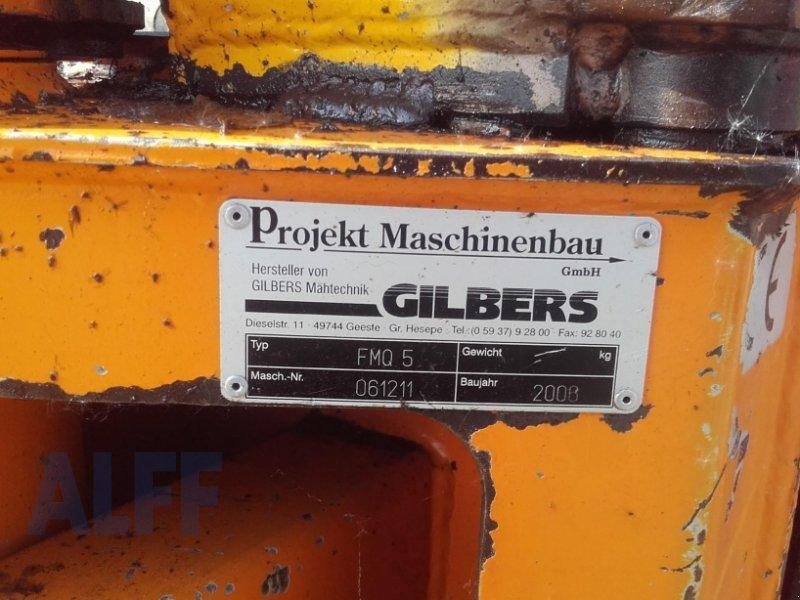 Projekt Maschinenbau
GmbH
Hersteller von
GILBERS Mähtechnik
GILBERS
Dieselstr. 11 · 49744 Geeste · Gr. Hesepe · Tel.: (0 59 37) 9 28 00 · Fax: 92 80 40
Typ FMQ 5 Gewicht — kg
Masch.-Nr. 061211 Baujahr 2008
ALFF